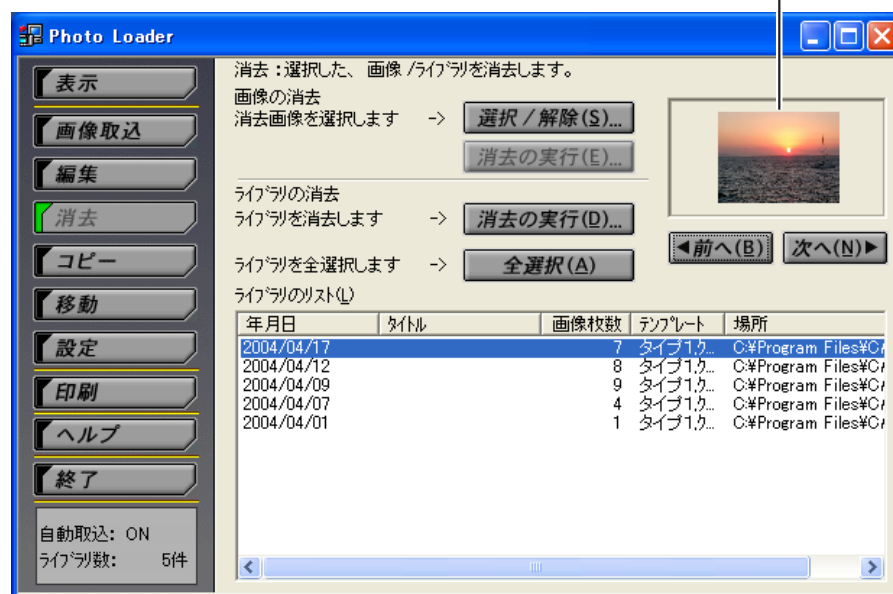 Photo Loader
表示
画像取込
編集
消去
コピー
移動
設定
印刷
ヘルプ
終了
自動取込: ON
ﾗｲﾌﾞﾗﾘ数: 5件
消去：選択した、 画像 /ﾗｲﾌﾞﾗﾘを消去します。
画像の消去
消去画像を選択します -> 選択 / 解除(S)...
消去の実行(E)...
ﾗｲﾌﾞﾗﾘの消去
ﾗｲﾌﾞﾗﾘを消去します -> 消去の実行(D)...
ﾗｲﾌﾞﾗﾘを全選択します -> 全選択(A)
◀前へ(B) 次へ(N)▶
ﾗｲﾌﾞﾗﾘのﾘｽﾄ(L)
年月日 ﾀｲﾄﾙ 画像枚数 ﾃﾝﾌﾟﾚｰﾄ 場所
2004/04/17 7 タイプ1,ｸ... C:¥Program Files¥
2004/04/12 8 タイプ1,ｸ... C:¥Program Files¥
2004/04/09 9 タイプ1,ｸ... C:¥Program Files¥
2004/04/07 4 タイプ1,ｸ... C:¥Program Files¥
2004/04/01 1 タイプ1,ｸ... C:¥Program Files¥